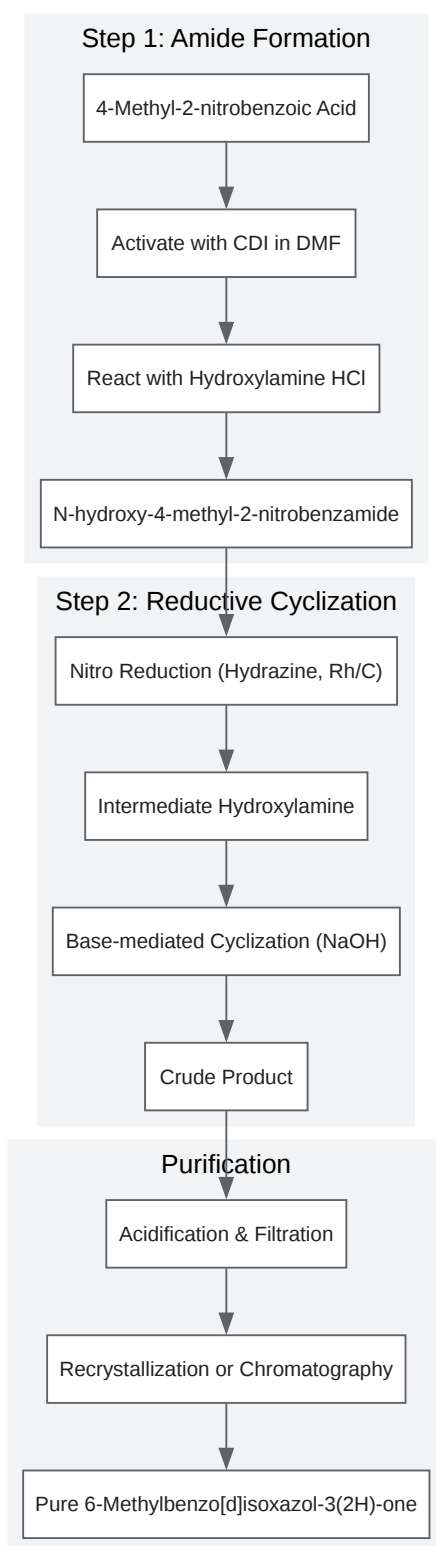 Step 1: Amide Formation
4-Methyl-2-nitrobenzoic Acid
Activate with CDI in DMF
React with Hydroxylamine HCl
N-hydroxy-4-methyl-2-nitrobenzamide
Step 2: Reductive Cyclization
Nitro Reduction (Hydrazine, Rh/C)
Intermediate Hydroxylamine
Base-mediated Cyclization (NaOH)
Crude Product
Purification
Acidification & Filtration
Recrystallization or Chromatography
Pure 6-Methylbenzo[d]isoxazol-3(2H)-one